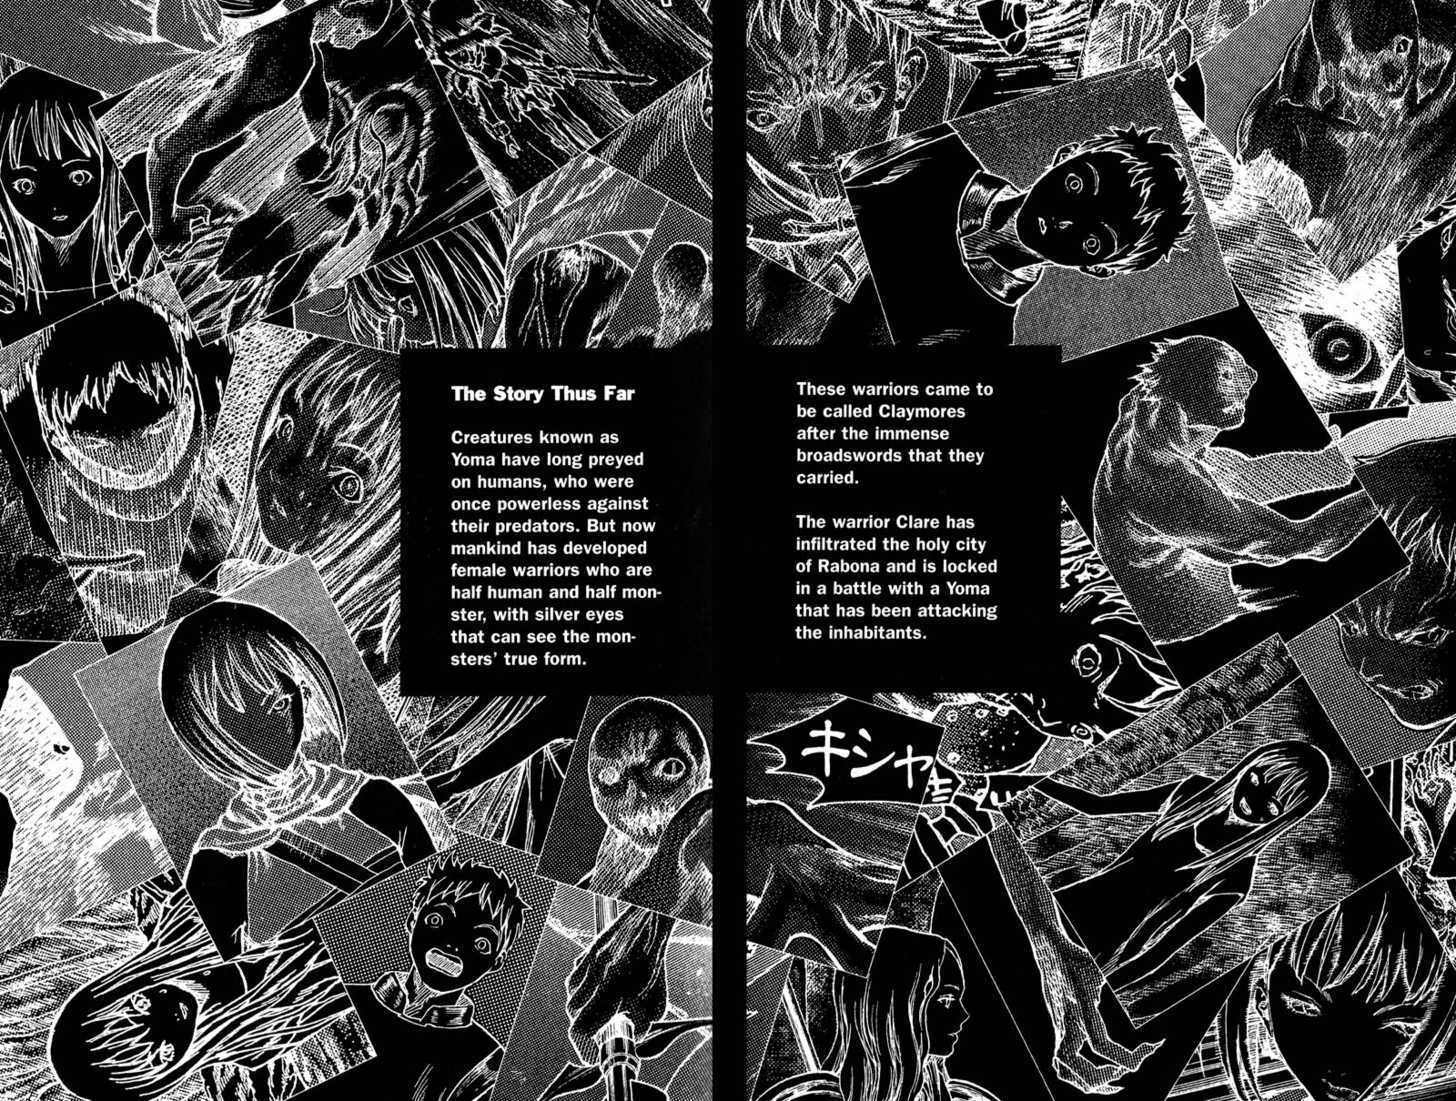 The Story Thus Far
Creatures known as
Yoma have long preyed
on humans, who were
once powerless against
their predators. But now
mankind has developed
female warriors who are
half human and half mon-
ster, with silver eyes
that can see the mon-
sters' true form.
These warriors came to
be called Claymores
after the immense
broadswords that they
carried.
The warrior Clare has
infiltrated the holy city
of Rabona and is locked
in a battle with a Yoma
that has been attacking
the inhabitants.
キシャ